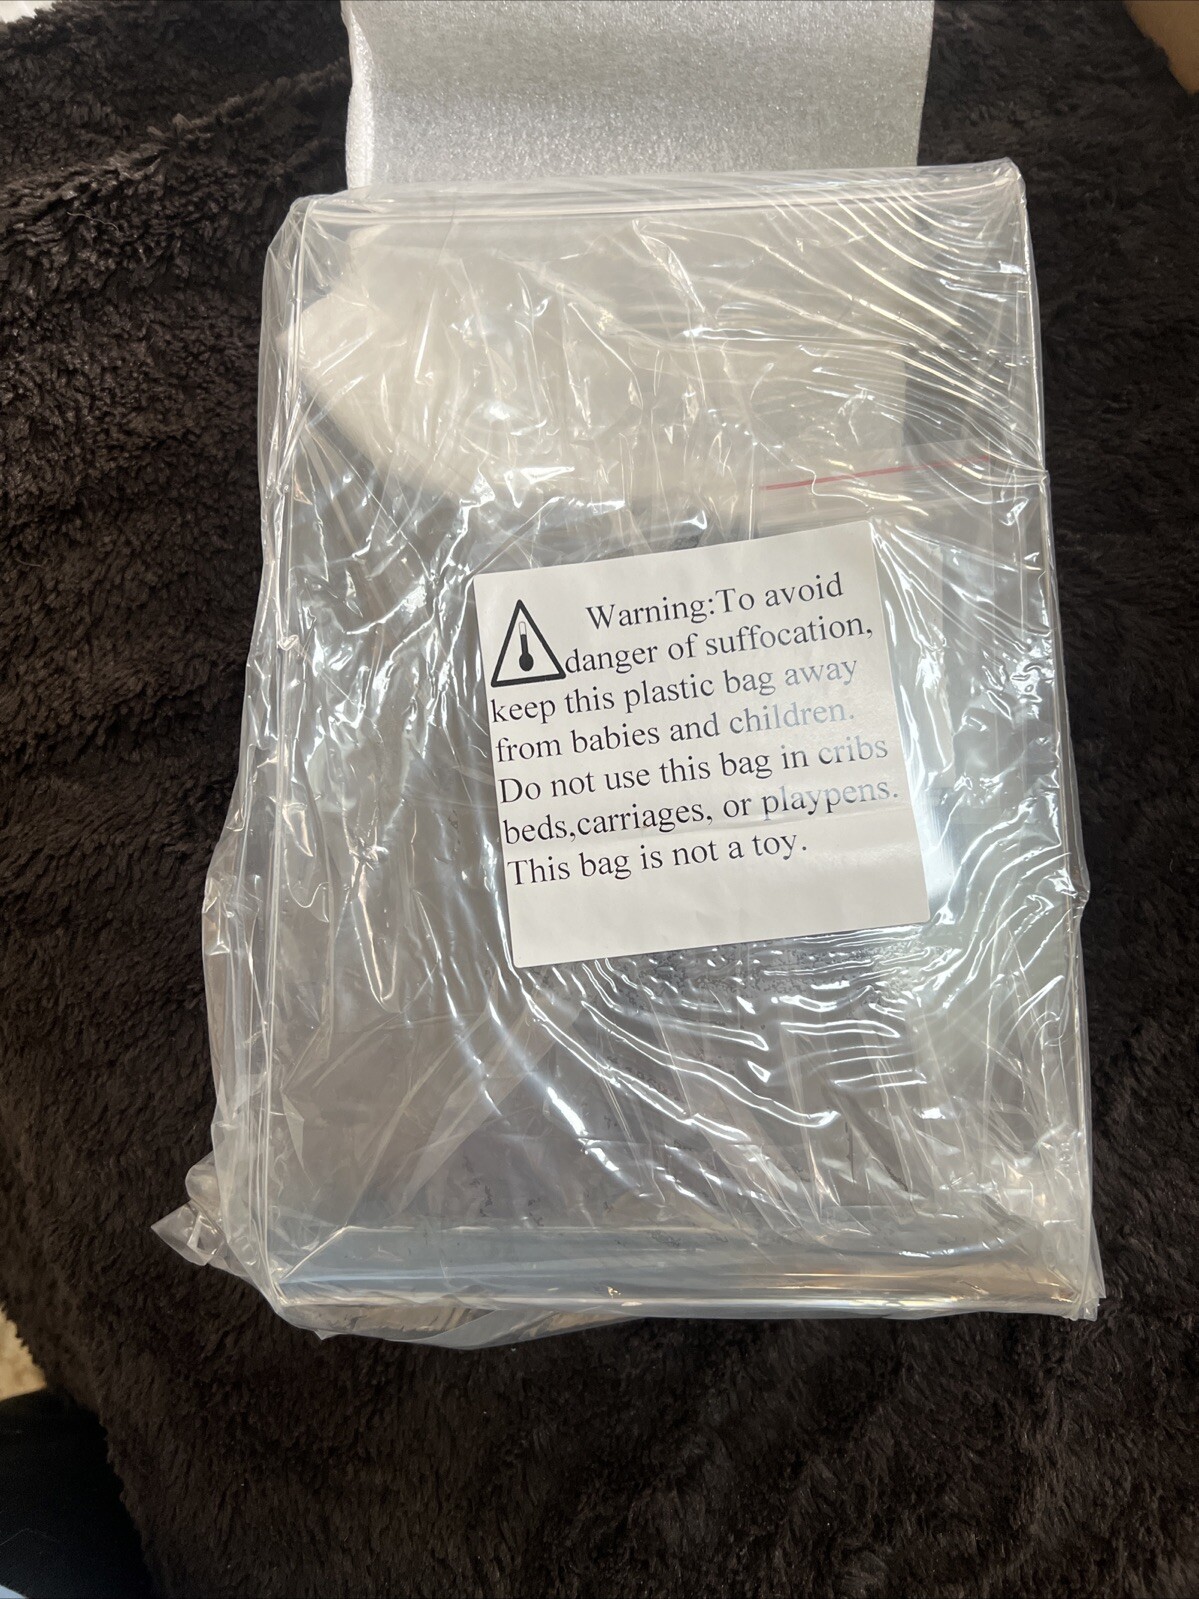 Warning:To avoid
danger of suffocation,
keep this plastic bag away
from babies and children.
Do not use this bag in cribs
beds,carriages, or playpens.
This bag is not a toy.